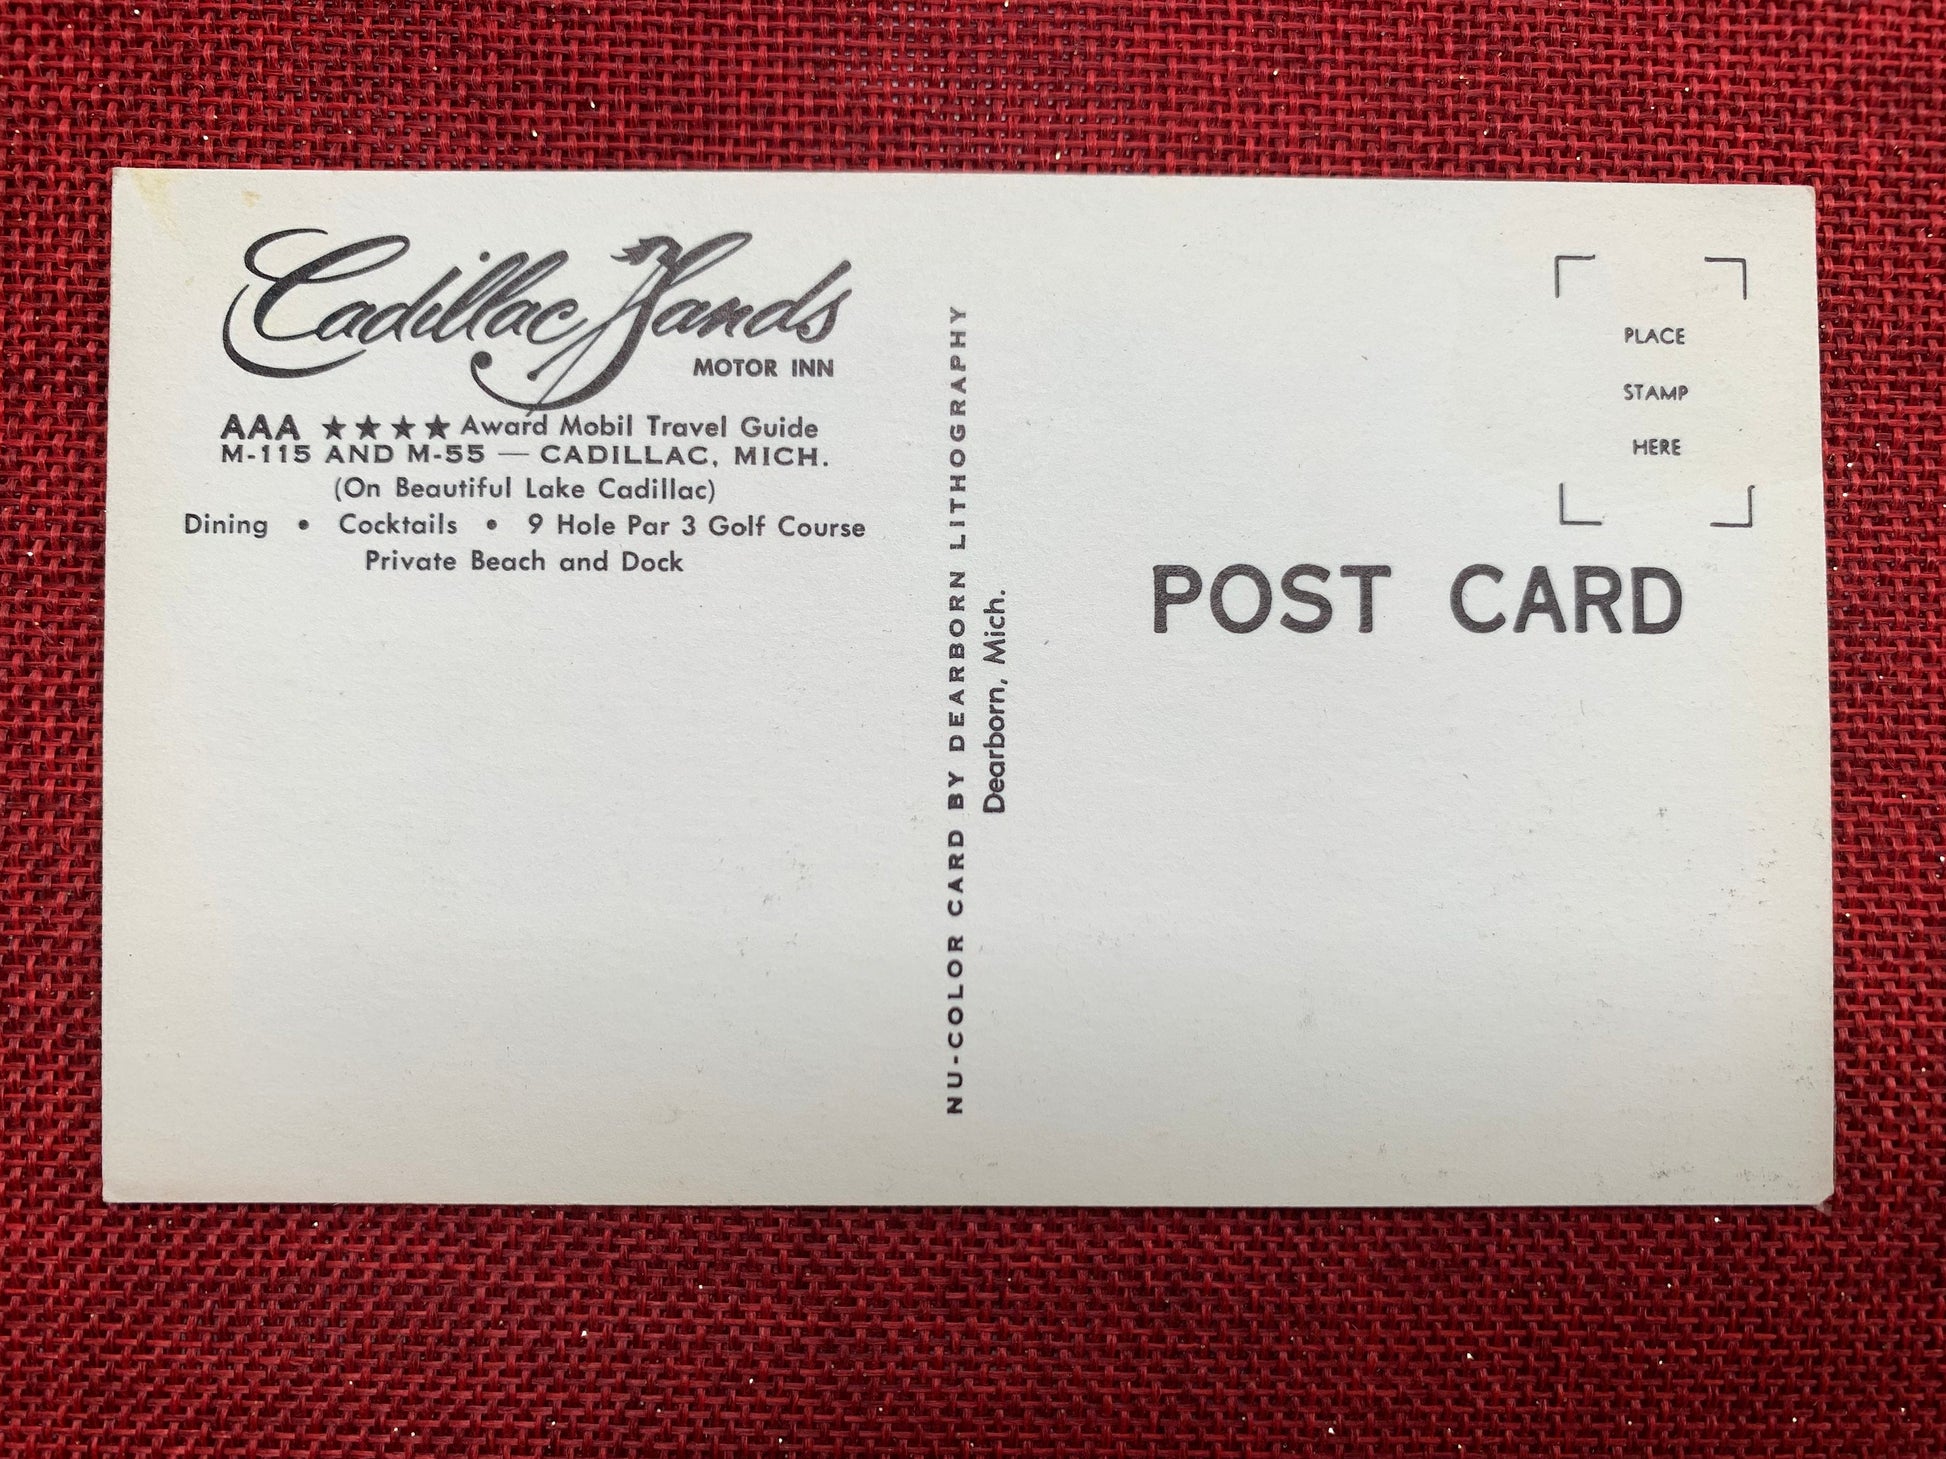 Cadillac Sands
MOTOR INN
AAA ★★★★ Award Mobil Travel Guide
M-115 AND M-55 — CADILLAC, MICH.
(On Beautiful Lake Cadillac)
Dining • Cocktails • 9 Hole Par 3 Golf Course
Private Beach and Dock
NU-COLOR CARD BY DEARBORN LITHOGRAPHY
Dearborn, Mich.
PLACE
STAMP
HERE
POST CARD